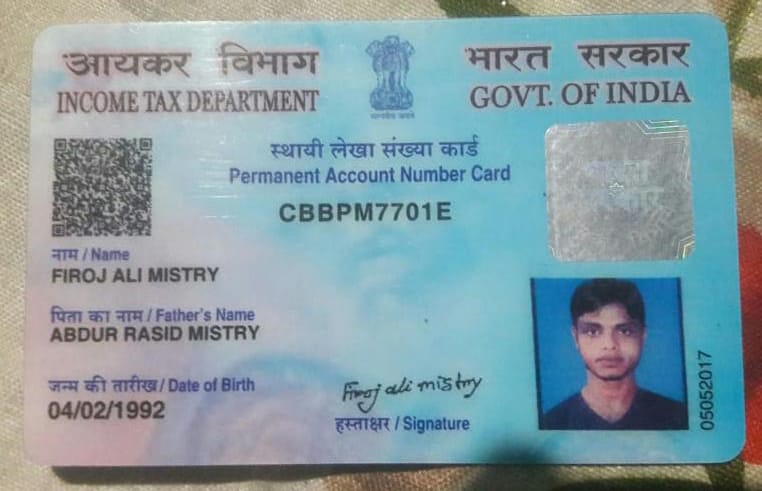 आयकर विभाग
INCOME TAX DEPARTMENT
भारत सरकार
GOVT. OF INDIA
स्थायी लेखा संख्या कार्ड
Permanent Account Number Card
CBBPM7701E
नाम / Name
FIROJ ALI MISTRY
पिता का नाम / Father's Name
ABDUR RASID MISTRY
जन्म की तारीख / Date of Birth
04/02/1992
Firoj ali mistry
हस्ताक्षर / Signature
05052017